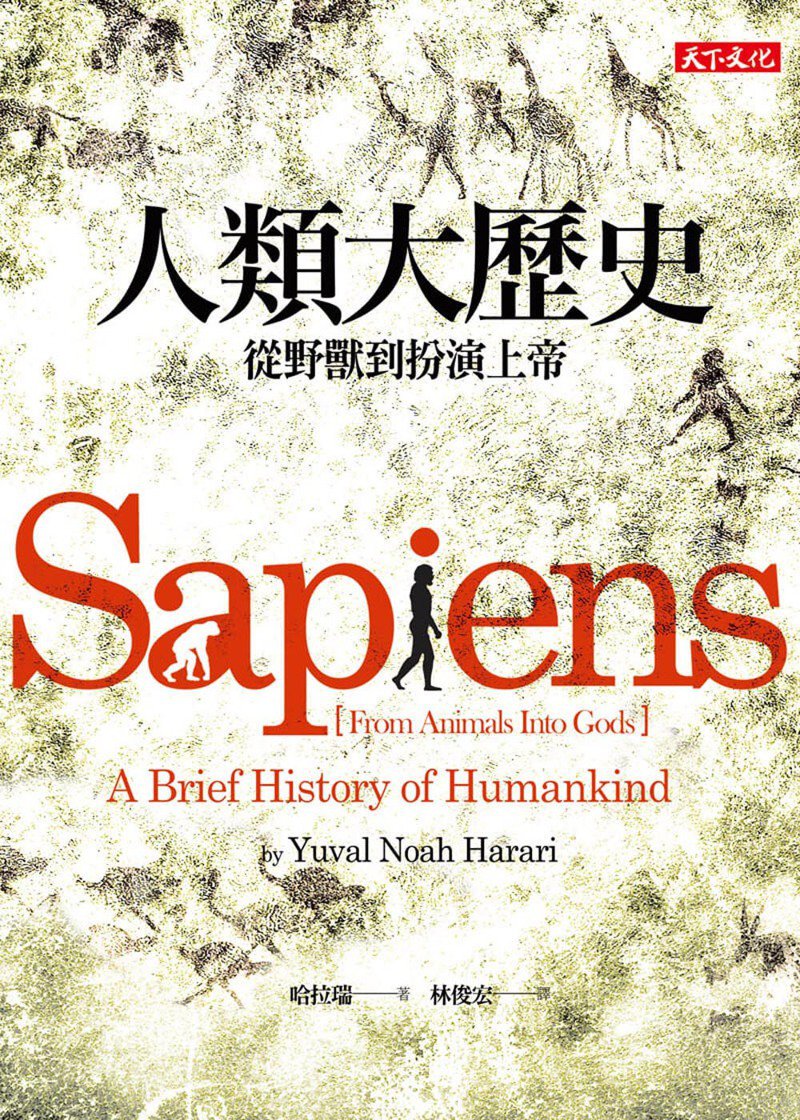 天下文化
人類大歷史
從野獸到扮演上帝
Sapiens
[From Animals Into Gods]
A Brief History of Humankind
by Yuval Noah Harari
哈拉瑞——著 林俊宏——譯